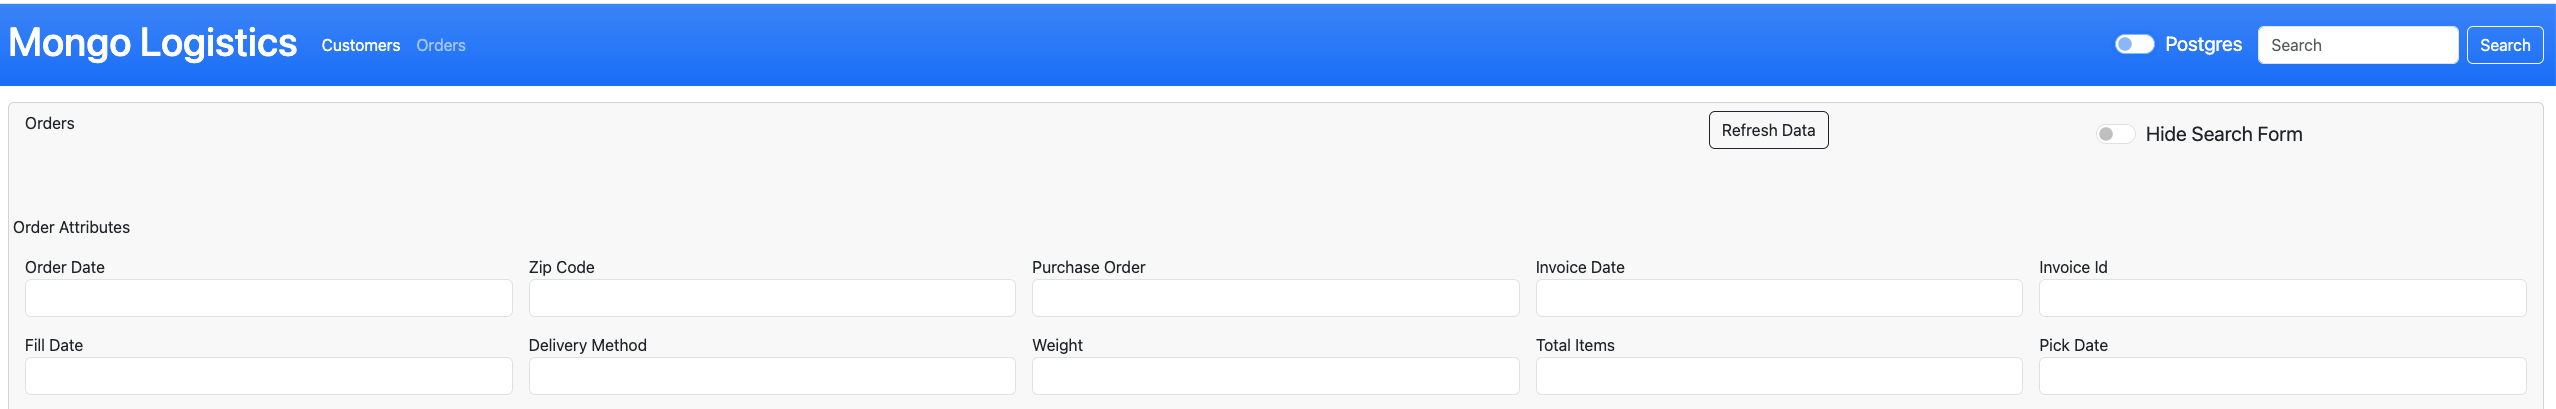 Mongo Logistics Customers Orders Postgres Search Search
Orders Refresh Data Hide Search Form
Order Attributes
Order Date Zip Code Purchase Order Invoice Date Invoice Id
Fill Date Delivery Method Weight Total Items Pick Date